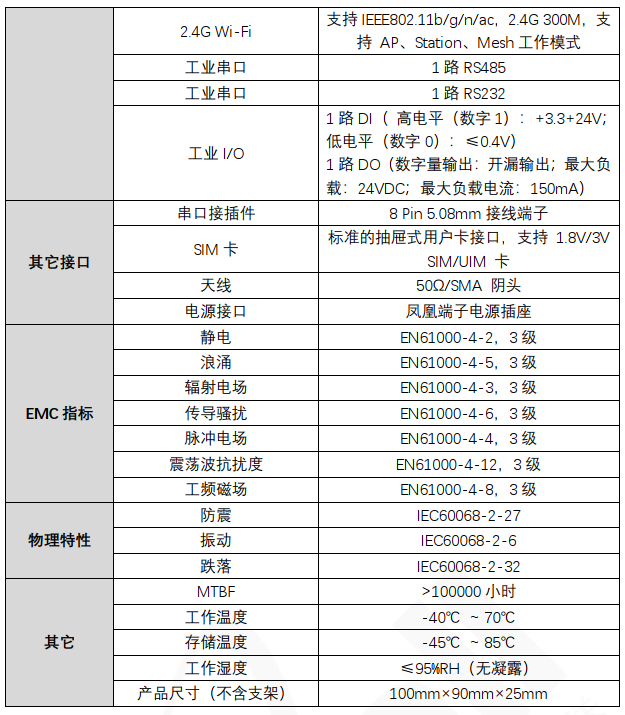 2.4G Wi-Fi
支持 IEEE802.11b/g/n/ac，2.4G 300M，支
持 AP、Station、Mesh 工作模式
工业串口
1 路 RS485
工业串口
1 路 RS232
工业 I/O
1 路 DI（ 高电平（数字 1）： +3.3+24V；
低电平（数字 0）：≤0.4V）
1 路 DO（数字量输出：开漏输出；最大负
载：24VDC；最大负载电流：150mA）
其它接口
串口接插件
8 Pin 5.08mm 接线端子
SIM 卡
标准的抽屉式用户卡接口，支持 1.8V/3V
SIM/UIM 卡
天线
50Ω/SMA 阴头
电源接口
凤凰端子电源插座
EMC 指标
静电
EN61000-4-2，3 级
浪涌
EN61000-4-5，3 级
辐射电场
EN61000-4-3，3 级
传导骚扰
EN61000-4-6，3 级
脉冲电场
EN61000-4-4，3 级
震荡波抗扰度
EN61000-4-12，3 级
工频磁场
EN61000-4-8，3 级
物理特性
防震
IEC60068-2-27
振动
IEC60068-2-6
跌落
IEC60068-2-32
其它
MTBF
>100000 小时
工作温度
-40℃ ~ 70℃
存储温度
-45℃ ~ 85℃
工作湿度
≤95%RH（无凝露）
产品尺寸（不含支架）
100mm×90mm×25mm